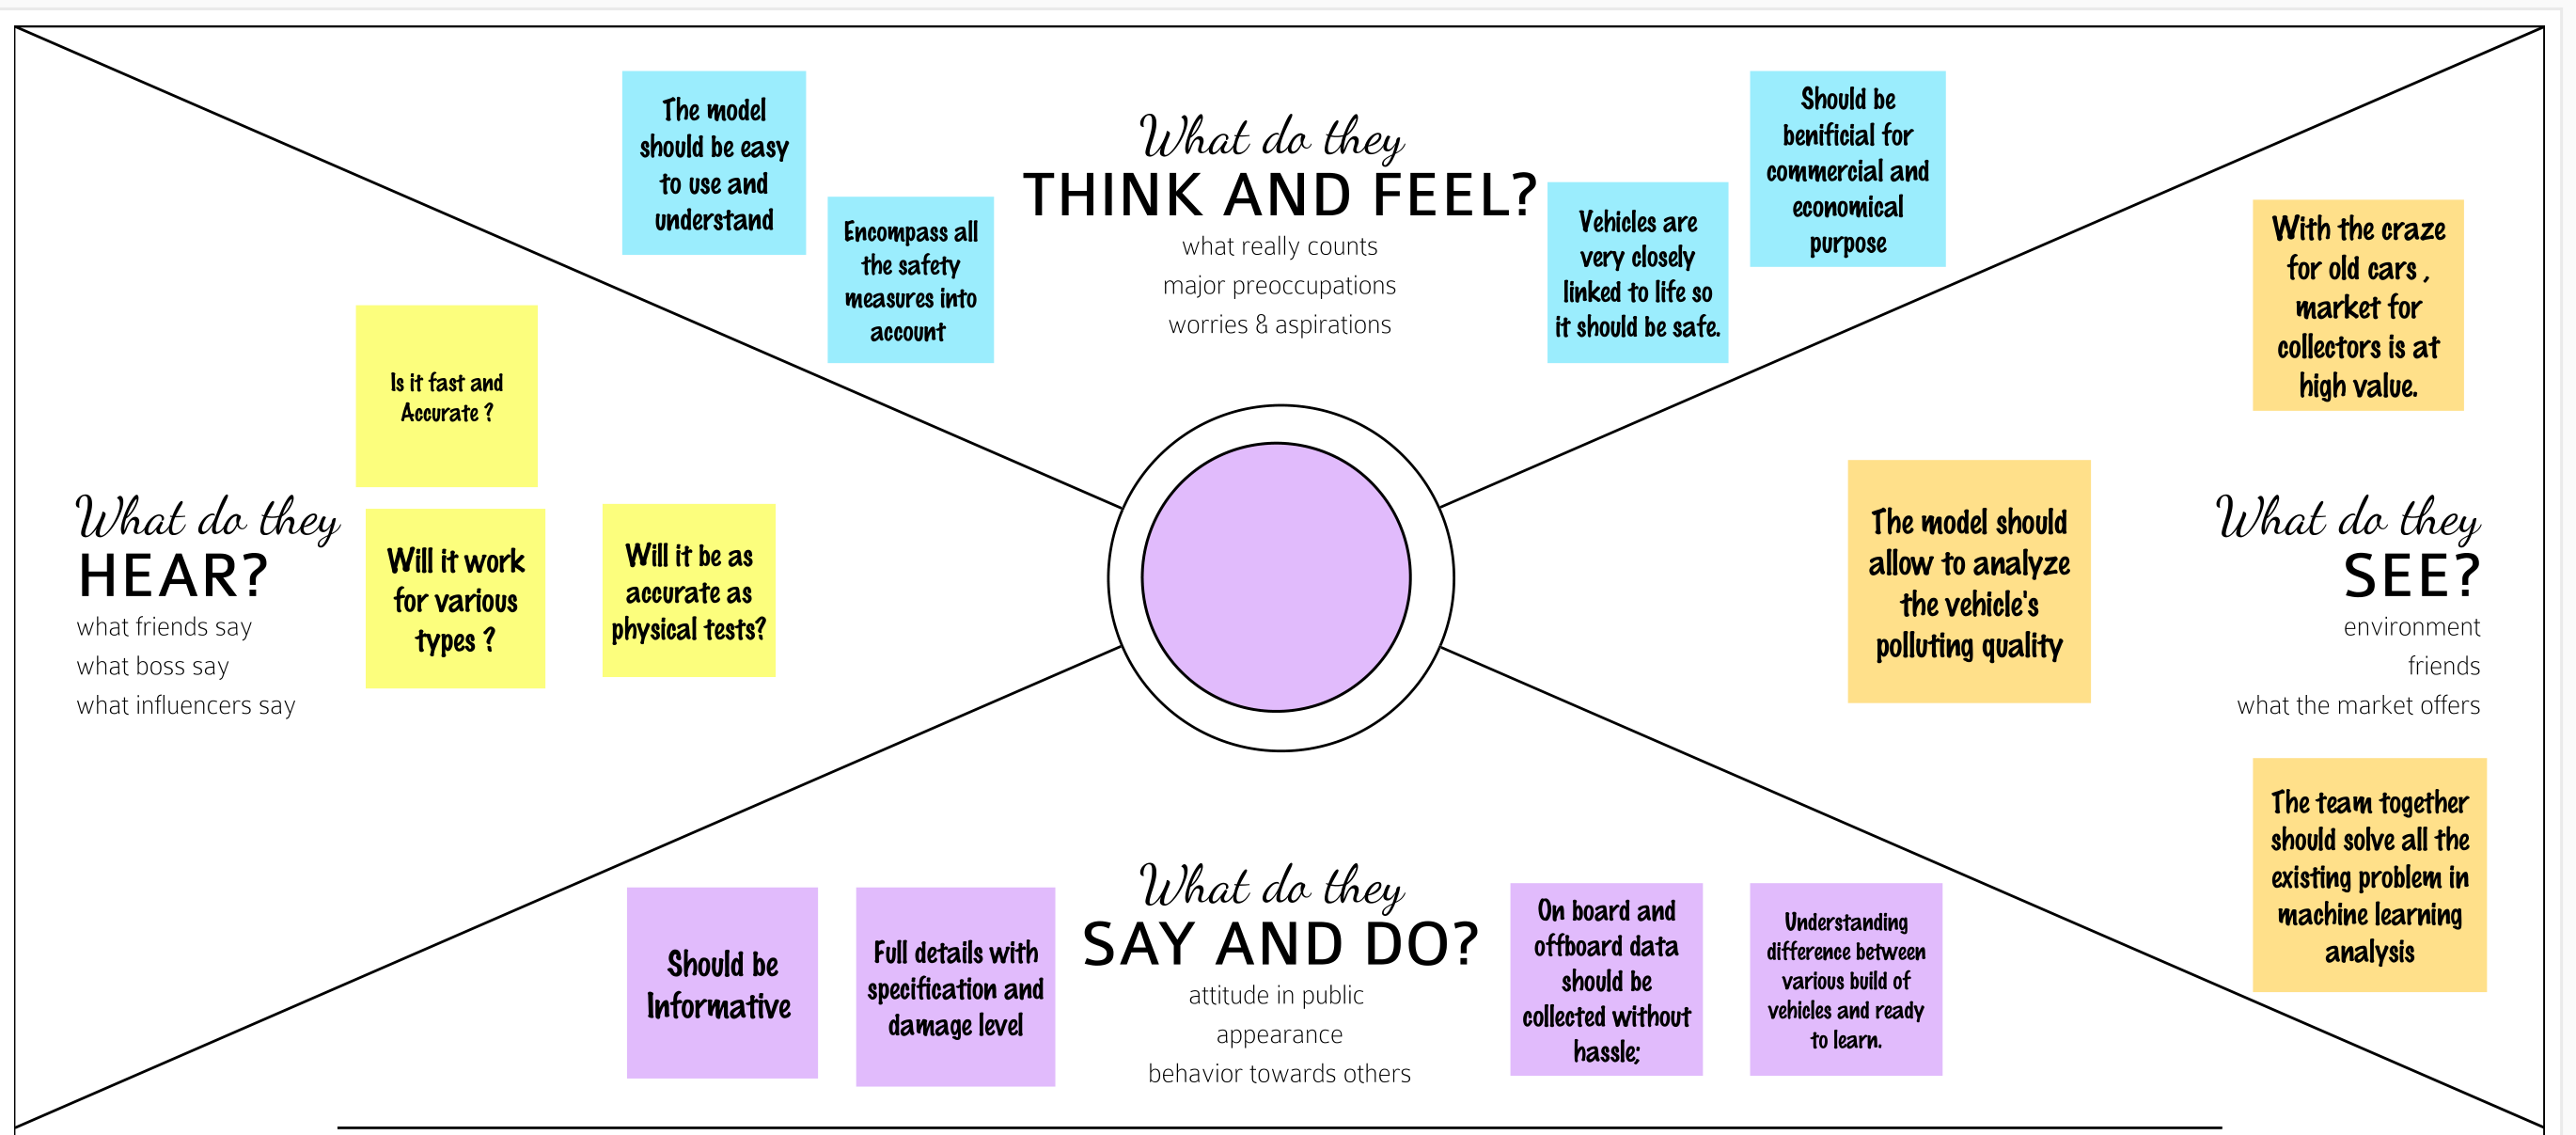 The model
should be easy
to use and
understand
Encompass all
the safety
measures into
account
What do they
THINK AND FEEL?
what really counts
major preoccupations
worries & aspirations
Vehicles are
very closely
linked to life so
it should be safe.
Should be
benificial for
commercial and
economical
purpose
Is it fast and
Accurate ?
What do they
HEAR?
what friends say
what boss say
what influencers say
Will it work
for various
types ?
Will it be as
accurate as
physical tests?
With the craze
for old cars ,
market for
collectors is at
high value.
The model should
allow to analyze
the vehicle's
polluting quality
What do they
SEE?
environment
friends
what the market offers
The team together
should solve all the
existing problem in
machine learning
analysis
Should be
Informative
Full details with
specification and
damage level
What do they
SAY AND DO?
attitude in public
appearance
behavior towards others
On board and
offboard data
should be
collected without
hassle;
Understanding
difference between
various build of
vehicles and ready
to learn.